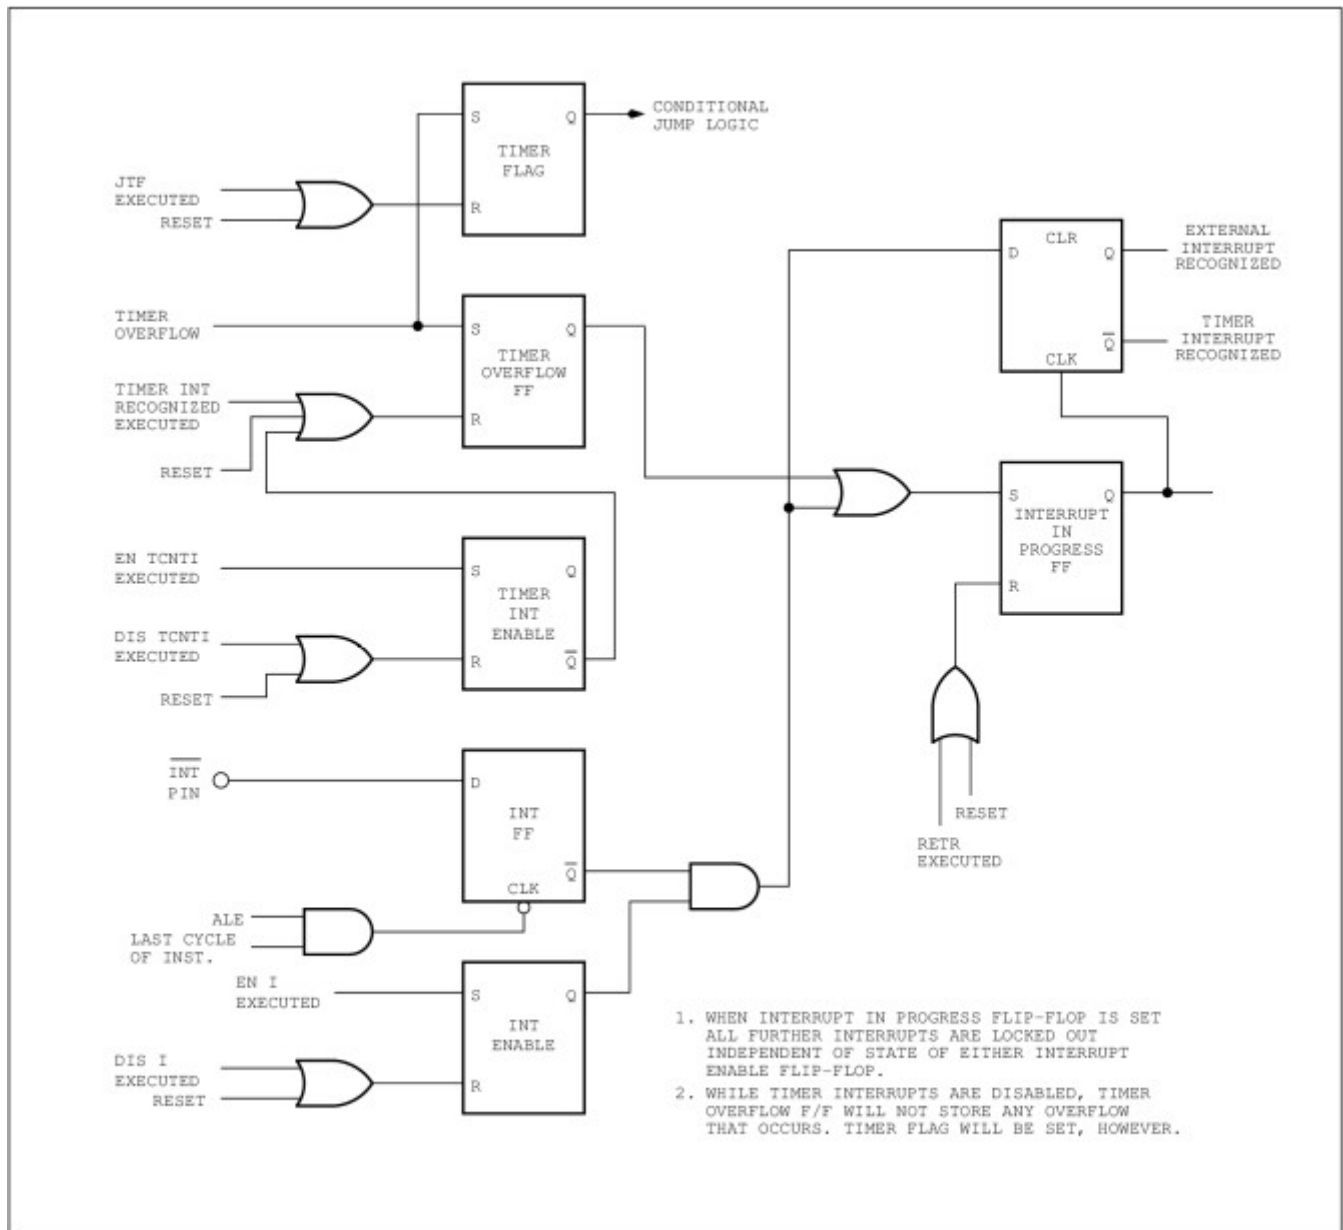 S
Q
CONDITIONAL
JUMP LOGIC
TIMER
FLAG
JTF
EXECUTED
RESET
R
EXTERNAL
INTERRUPT
RECOGNIZED
D
CLR
Q
TIMER
INTERRUPT
RECOGNIZED
Q̅
CLK
TIMER
OVERFLOW
S
Q
TIMER
OVERFLOW
FF
TIMER INT
RECOGNIZED
EXECUTED
R
RESET
S
Q
INTERRUPT
IN
PROGRESS
FF
R
EN TCNTI
EXECUTED
S
Q
TIMER
INT
ENABLE
DIS TCNTI
EXECUTED
R
Q̅
RESET
I̅N̅T̅
PIN
D
INT
FF
Q̅
CLK
RESET
RETR
EXECUTED
ALE
LAST CYCLE
OF INST.
EN I
EXECUTED
S
Q
INT
ENABLE
DIS I
EXECUTED
RESET
R
1. WHEN INTERRUPT IN PROGRESS FLIP-FLOP IS SET
ALL FURTHER INTERRUPTS ARE LOCKED OUT
INDEPENDENT OF STATE OF EITHER INTERRUPT
ENABLE FLIP-FLOP.
2. WHILE TIMER INTERRUPTS ARE DISABLED, TIMER
OVERFLOW F/F WILL NOT STORE ANY OVERFLOW
THAT OCCURS. TIMER FLAG WILL BE SET, HOWEVER.